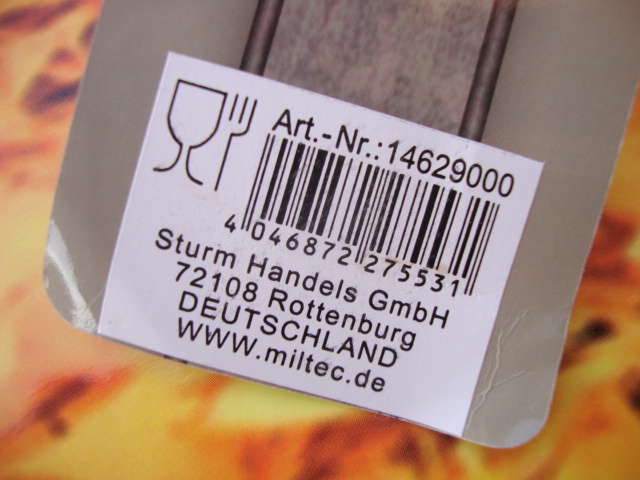 Art.-Nr.:14629000
4 046872 275531
Sturm Handels GmbH
72108 Rottenburg
DEUTSCHLAND
WWW.miltec.de